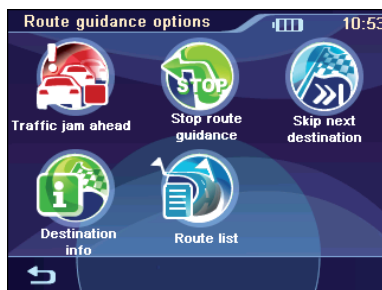 Route guidance options
10:53
STOP
Traffic jam ahead
Stop route
guidance
Skip next
destination
Destination
info
Route list